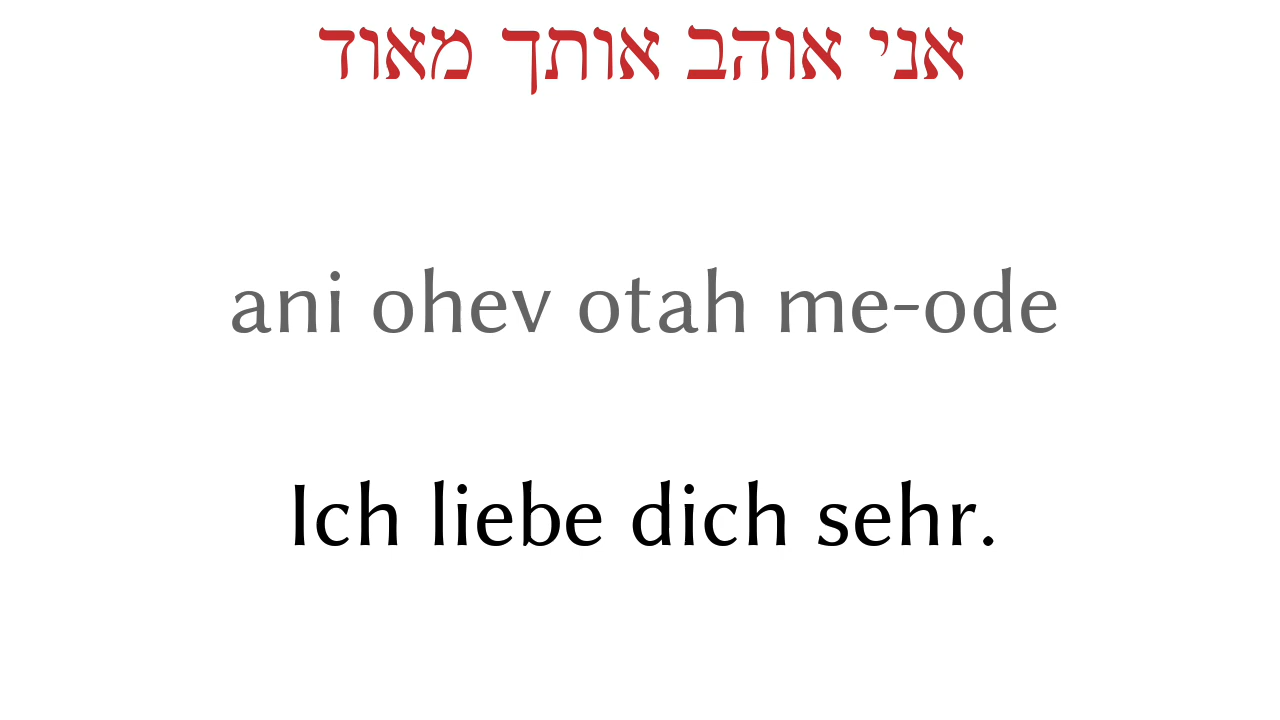 אני אוהב אותך מאוד
ani ohev otah me-ode
Ich liebe dich sehr.